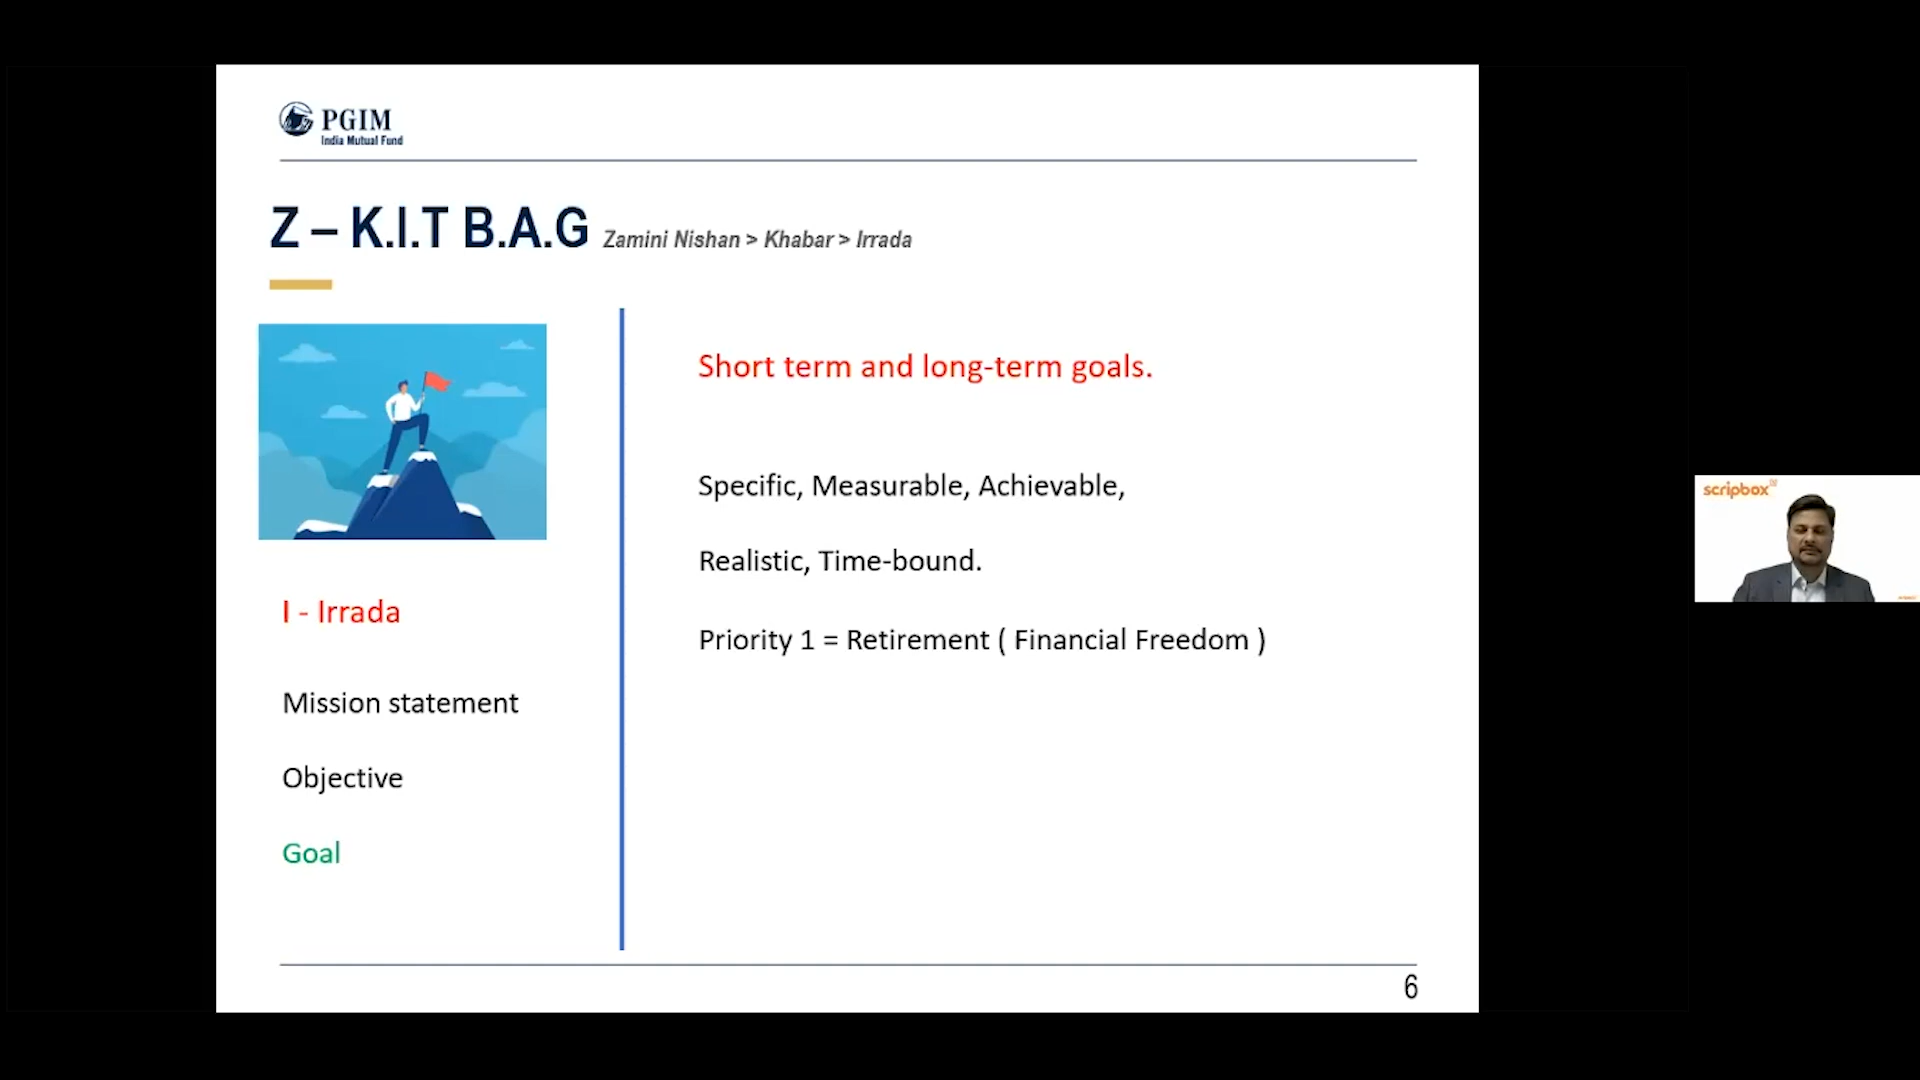 PGIM
India Mutual Fund
Z – K.I.T B.A.G Zamini Nishan > Khabar > Irrada
I - Irrada
Mission statement
Objective
Goal
Short term and long-term goals.
Specific, Measurable, Achievable,
Realistic, Time-bound.
Priority 1 = Retirement ( Financial Freedom )
6
scripbox